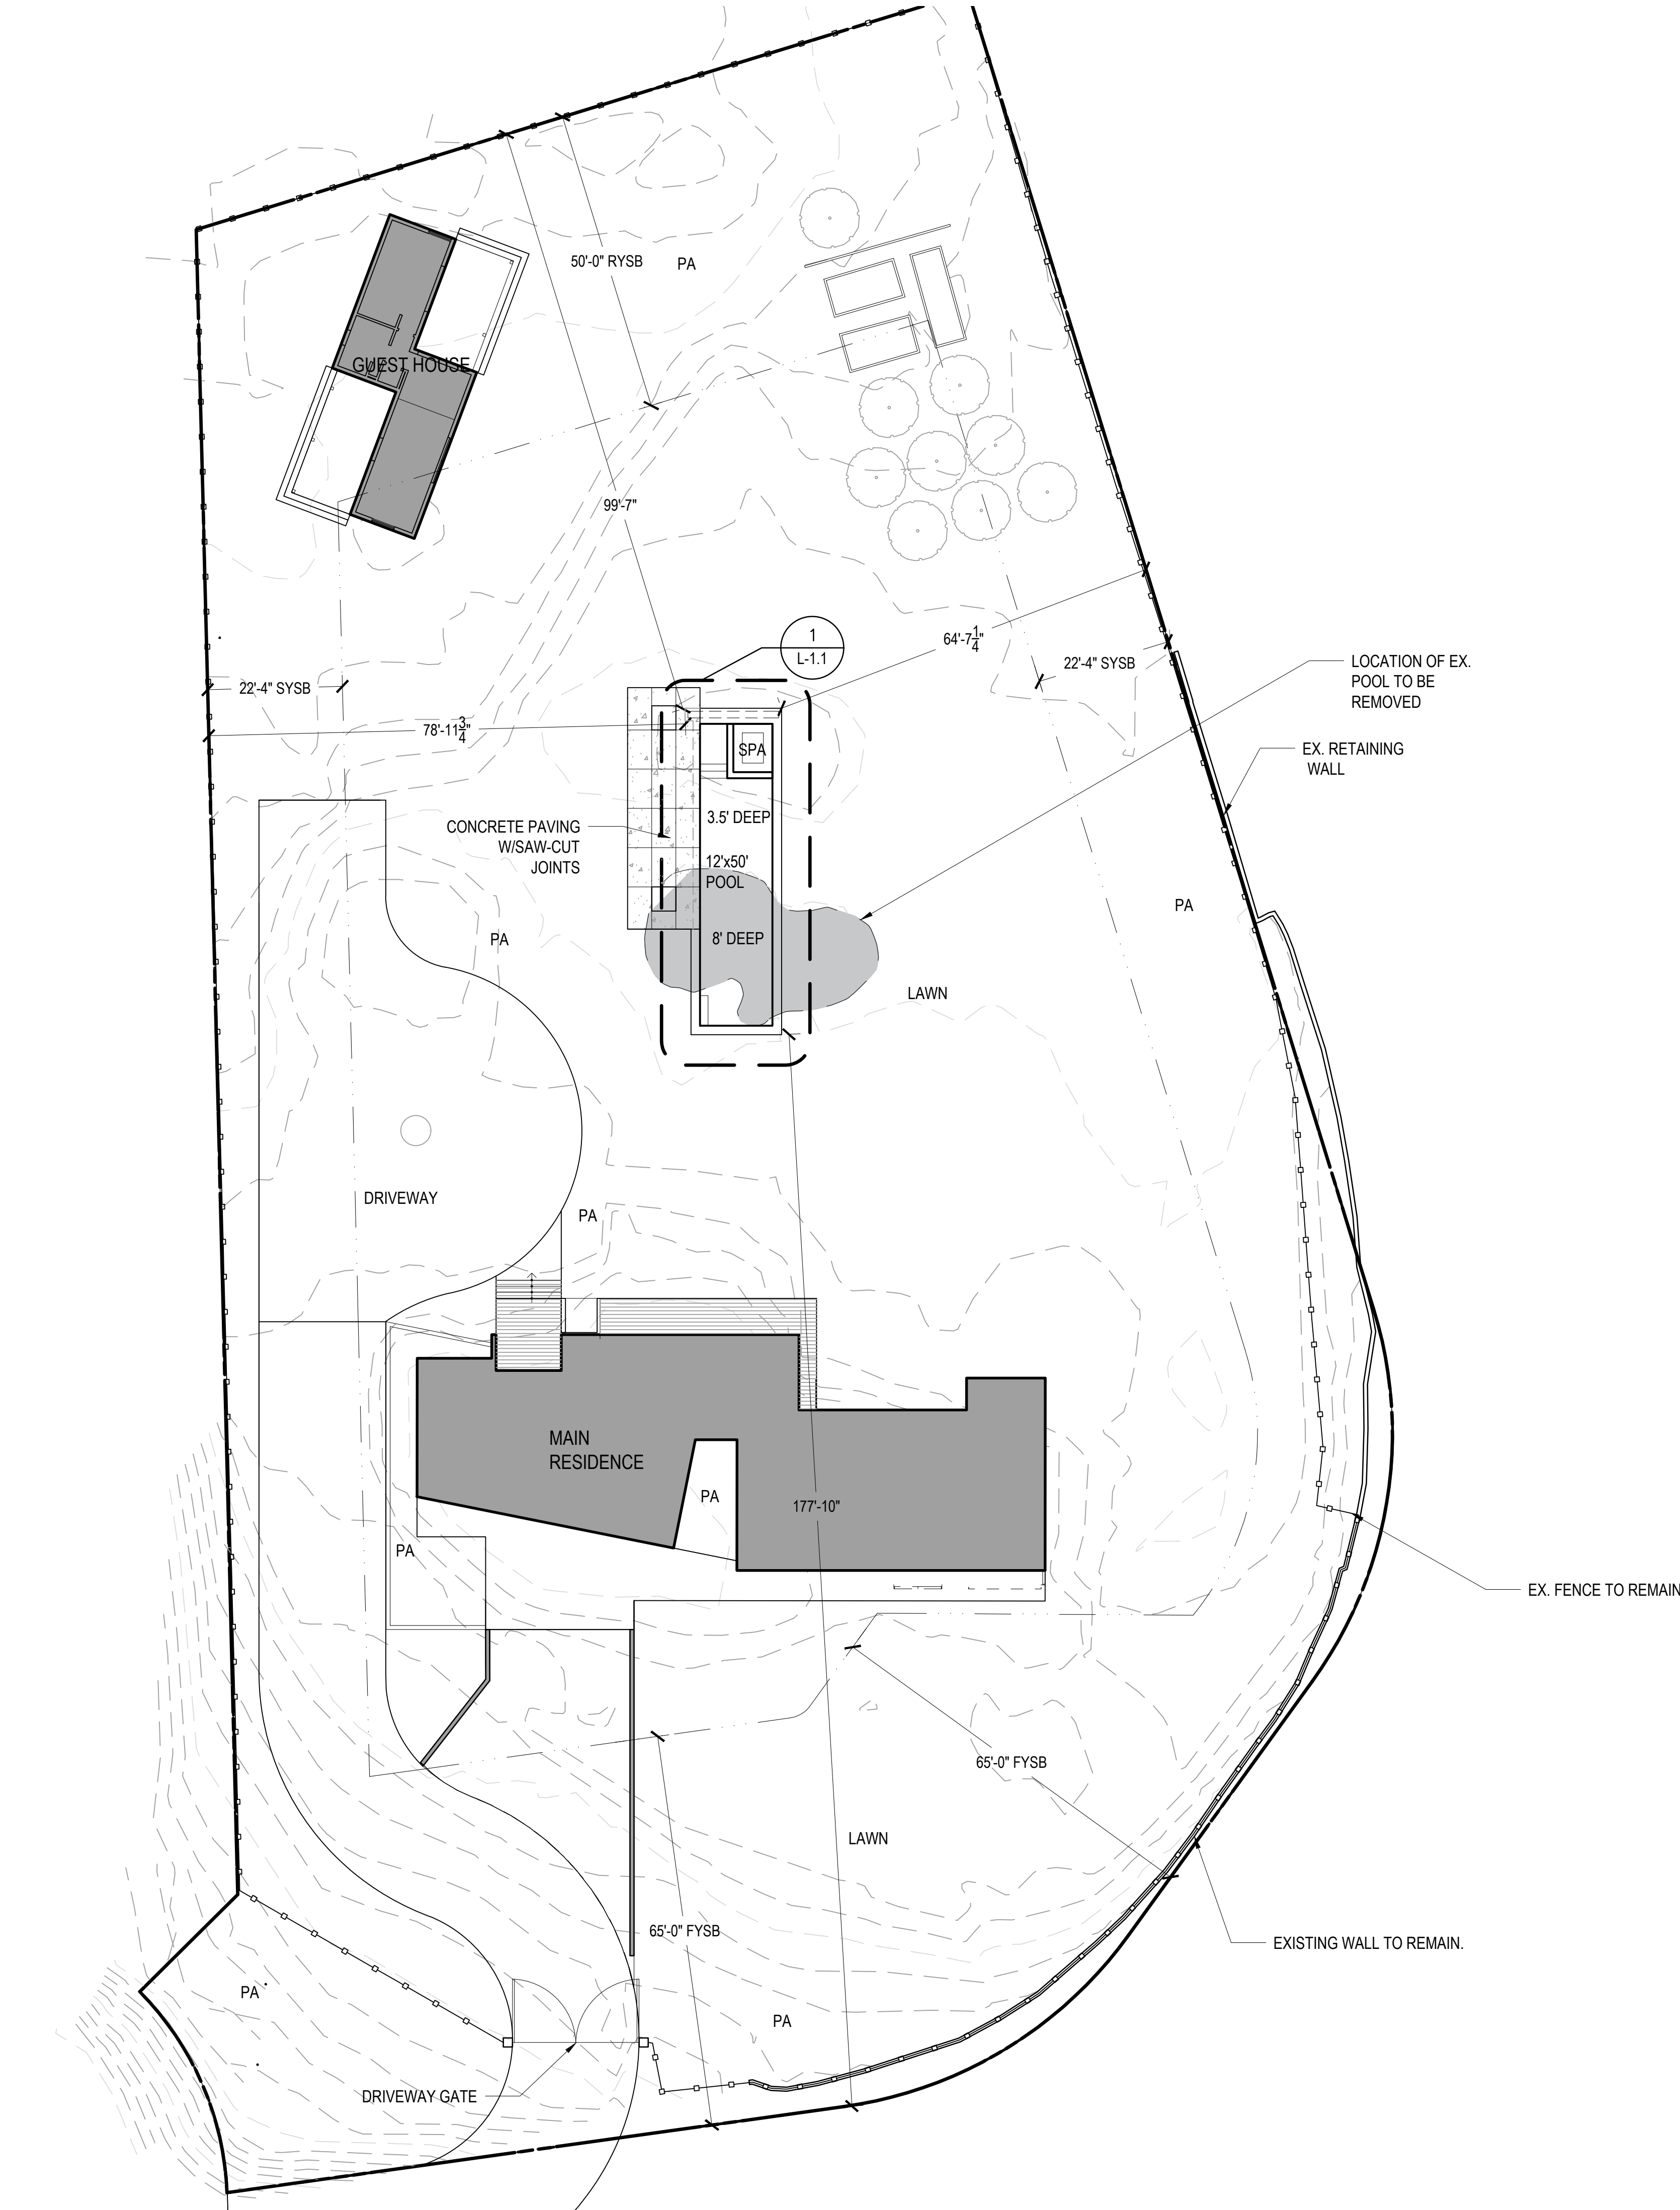 50'-0" RYSB
PA
GUEST HOUSE
99'-7"
1
L-1.1
64'-7 1/4"
22'-4" SYSB
LOCATION OF EX.
POOL TO BE
REMOVED
22'-4" SYSB
78'-11 3/4"
EX. RETAINING
WALL
SPA
3.5' DEEP
CONCRETE PAVING
W/SAW-CUT
JOINTS
12'x50'
POOL
PA
PA
8' DEEP
LAWN
DRIVEWAY
PA
MAIN
RESIDENCE
PA
177'-10"
PA
EX. FENCE TO REMAIN
65'-0" FYSB
LAWN
65'-0" FYSB
EXISTING WALL TO REMAIN.
PA
PA
DRIVEWAY GATE